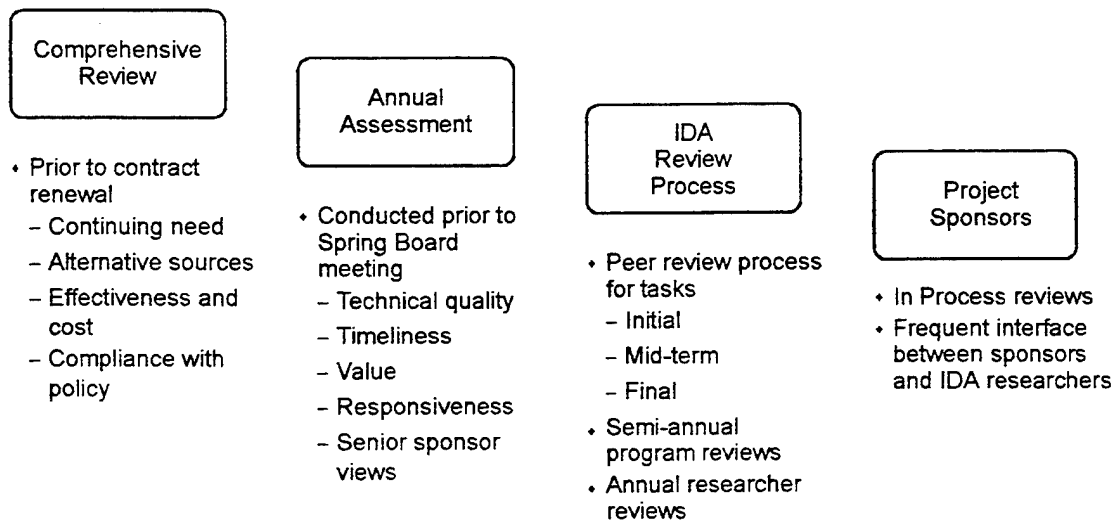 Comprehensive
Review
• Prior to contract
renewal
– Continuing need
– Alternative sources
– Effectiveness and
cost
– Compliance with
policy
Annual
Assessment
• Conducted prior to
Spring Board
meeting
– Technical quality
– Timeliness
– Value
– Responsiveness
– Senior sponsor
views
IDA
Review
Process
• Peer review process
for tasks
– Initial
– Mid-term
– Final
• Semi-annual
program reviews
• Annual researcher
reviews
Project
Sponsors
• In Process reviews
• Frequent interface
between sponsors
and IDA researchers